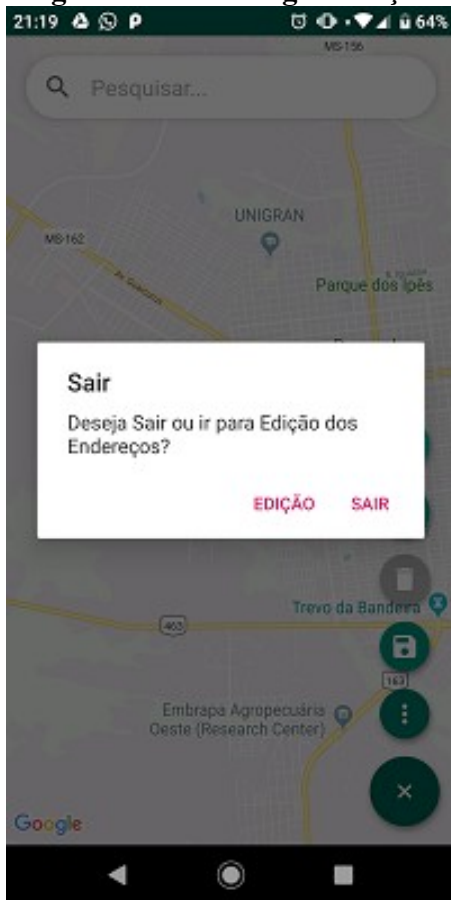 21:19
64%
MS-156
Pesquisar...
UNIGRAN
MS-162
Parque dos Ipês
Sair
Deseja Sair ou ir para Edição dos
Endereços?
EDIÇÃO SAIR
Trevo da Bandeira
463
163
Embrapa Agropecuária
Oeste (Research Center)
Google